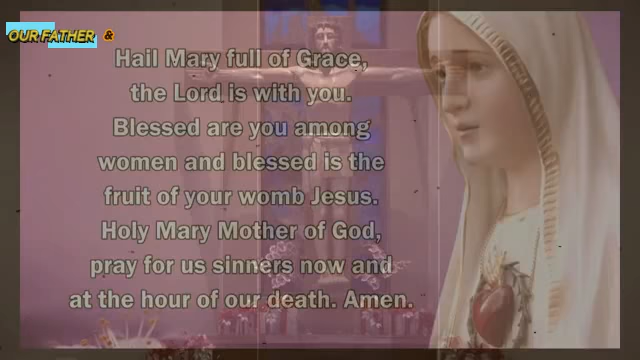 OUR FATHER &
Hail Mary full of Grace,
the Lord is with you.
Blessed are you among
women and blessed is the
fruit of your womb Jesus.
Holy Mary Mother of God,
pray for us sinners now and
at the hour of our death. Amen.